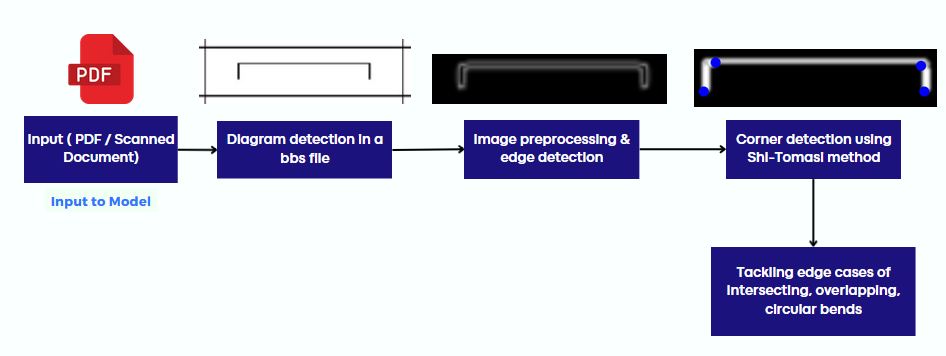 PDF
Input ( PDF / Scanned
Document)
Input to Model
Diagram detection in a
bbs file
Image preprocessing &
edge detection
Corner detection using
Shi-Tomasi method
Tackling edge cases of
intersecting, overlapping,
circular bends